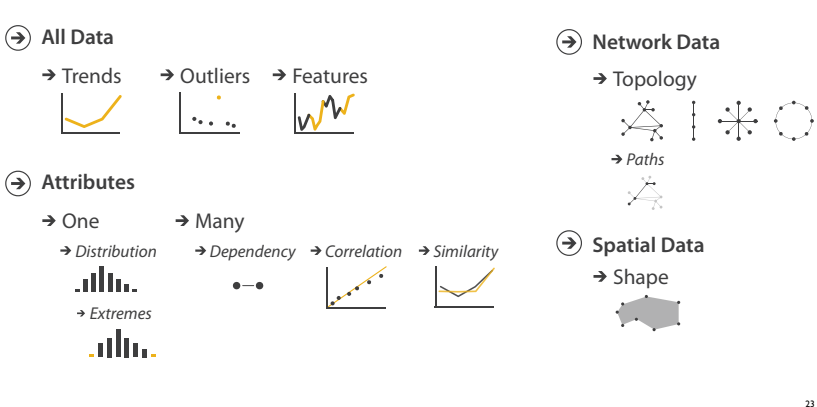 All Data
→ Trends → Outliers → Features
Attributes
→ One → Many
→ Distribution → Dependency → Correlation → Similarity
→ Extremes
Network Data
→ Topology
→ Paths
Spatial Data
→ Shape
23